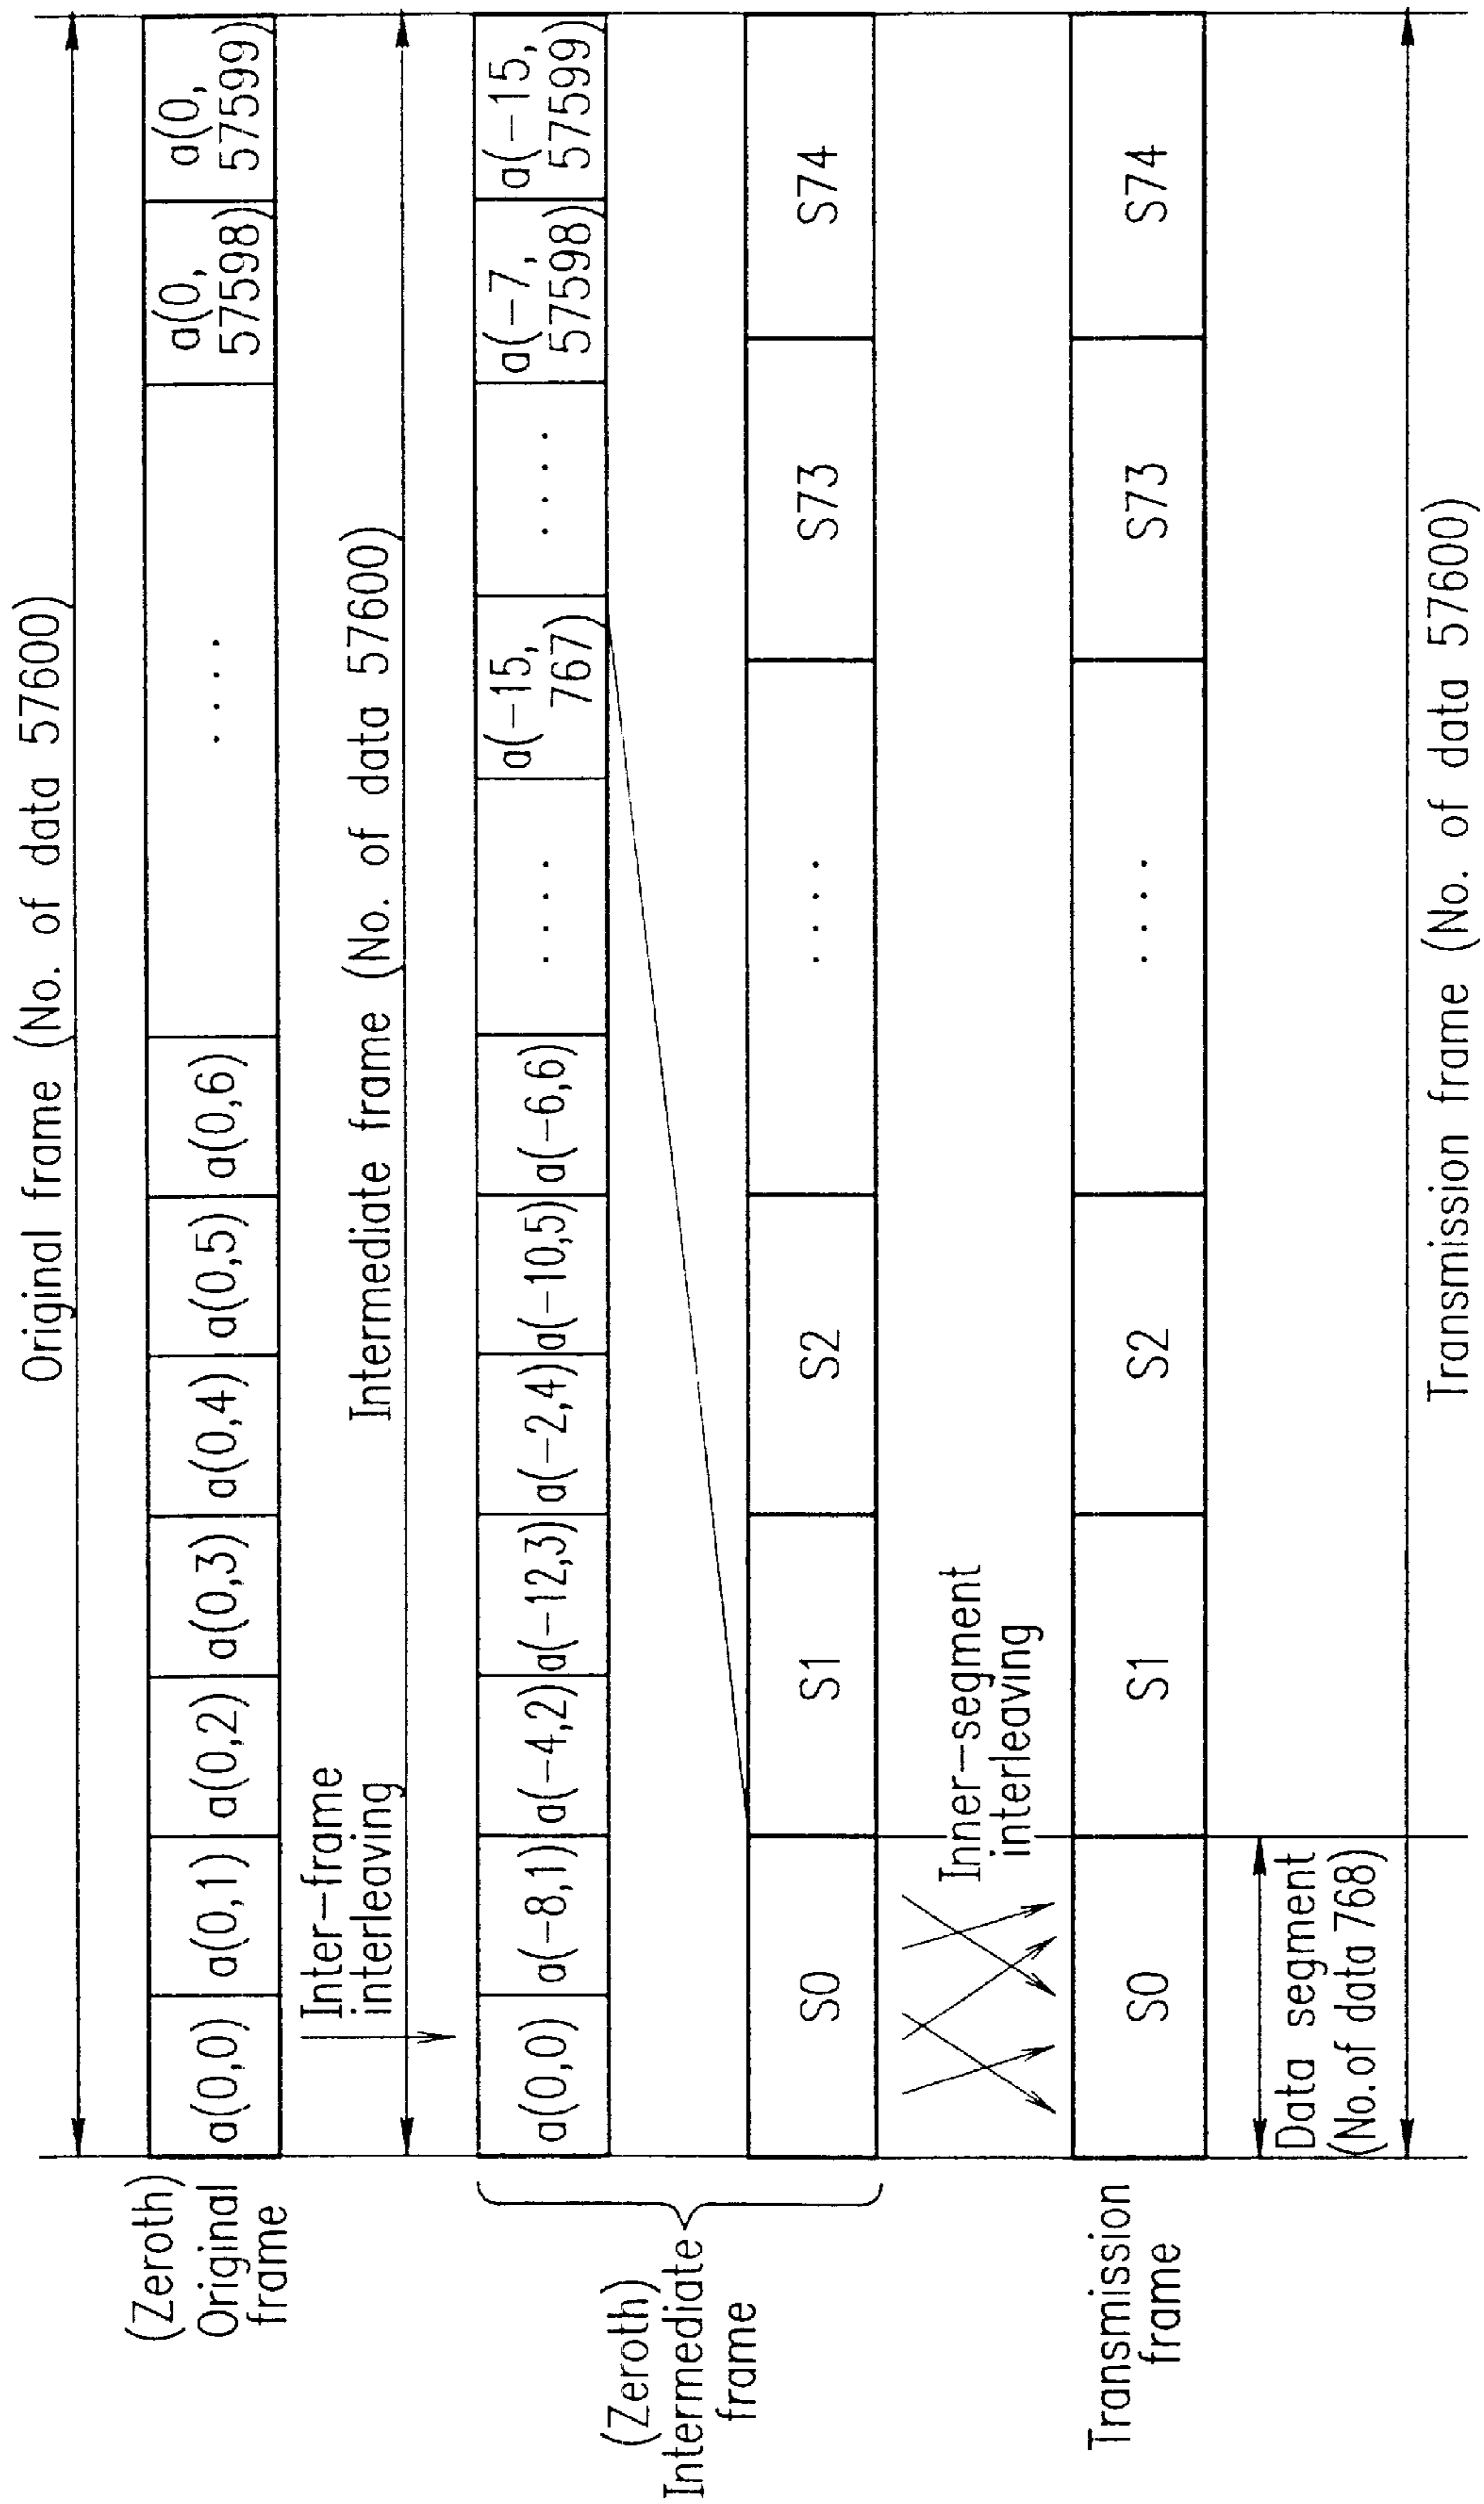 Original frame (No. of data 57600)
(Zeroth)
Original
frame
a(0,0) a(0,1) a(0,2) a(0,3) a(0,4) a(0,5) a(0,6) .... a(0,
57598) a(0,
57599)
Inter-frame
interleaving
Intermediate frame (No. of data 57600)
(Zeroth)
Intermediate
frame
a(0,0) a(-8,1) a(-4,2) a(-12,3) a(-2,4) a(-10,5) a(-6,6) .... a(-15,
767) .... a(-7,
57598) a(-15,
57599)
S0 S1 S2 .... S73 S74
Inner-segment
interleaving
Transmission
frame
S0 S1 S2 .... S73 S74
Data segment
(No.of data 768)
Transmission frame (No. of data 57600)